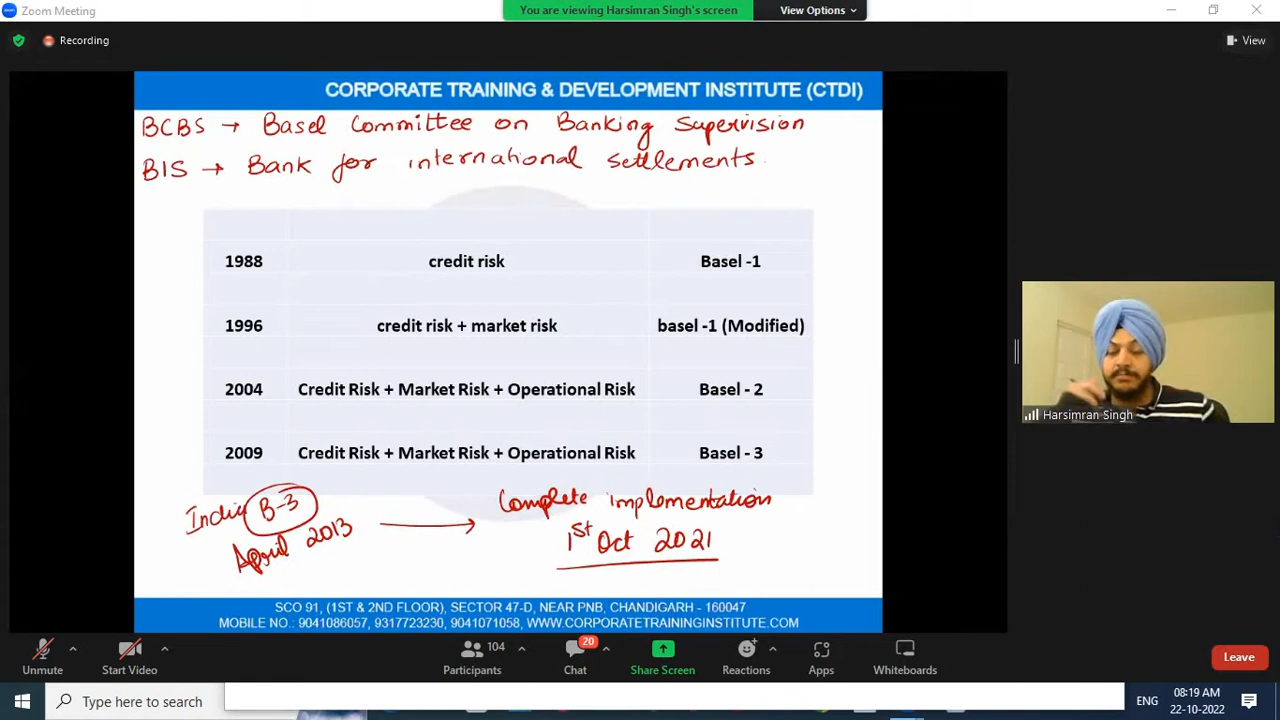 Zoom Meeting
You are viewing Harsimran Singh's screen
View Options
Recording
View
CORPORATE TRAINING & DEVELOPMENT INSTITUTE (CTDI)
BCBS → Basel Committee on Banking Supervision
BIS → Bank for international settlements
1988 credit risk Basel -1
1996 credit risk + market risk basel -1 (Modified)
2004 Credit Risk + Market Risk + Operational Risk Basel - 2
2009 Credit Risk + Market Risk + Operational Risk Basel - 3
India B-3
April 2013 →
Complete implementation
1st Oct 2021
SCO 91, (1ST & 2ND FLOOR), SECTOR 47-D, NEAR PNB, CHANDIGARH - 160047
MOBILE NO.: 9041086057, 9317723230, 9041071058, WWW.CORPORATETRAININGINSTITUTE.COM
Harsimran Singh
Unmute
Start Video
Participants 104
Chat 20
Share Screen
Reactions
Apps
Whiteboards
Leave
Type here to search
ENG
08:19 AM
22-10-2022